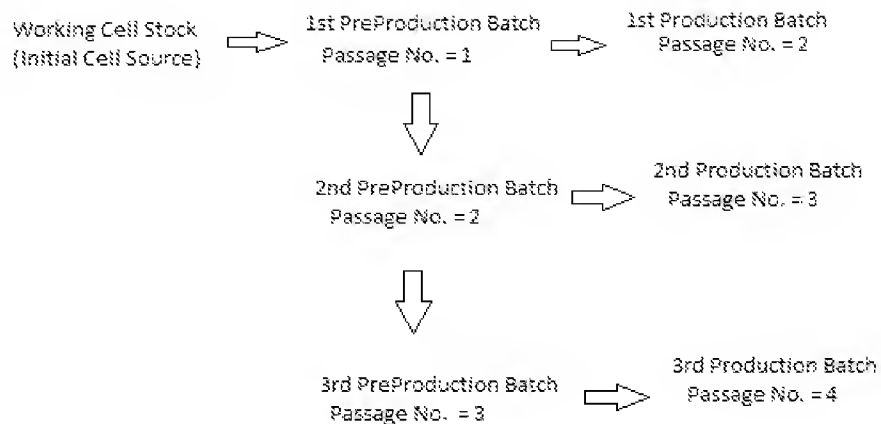 Working Cell Stock
(Initial Cell Source)
1st PreProduction Batch
Passage No. = 1
1st Production Batch
Passage No. = 2
2nd PreProduction Batch
Passage No. = 2
2nd Production Batch
Passage No. = 3
3rd PreProduction Batch
Passage No. = 3
3rd Production Batch
Passage No. = 4